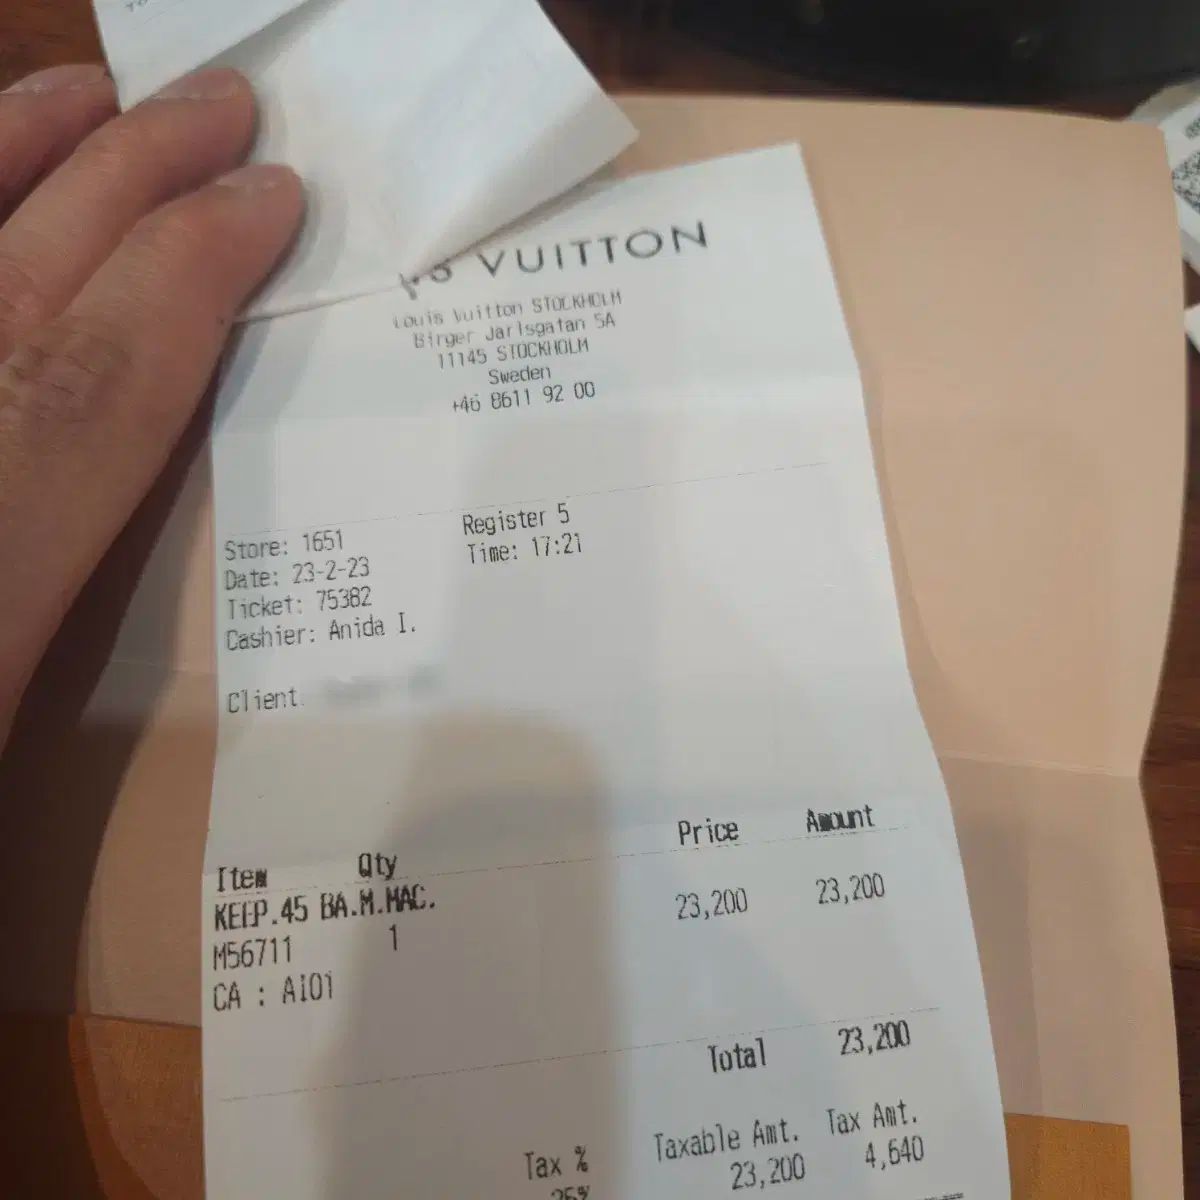 VUITTON
Louis Vuitton STOCKHOLM
Birger Jarlsgatan 5A
11145 STOCKHOLM
Sweden
+46 8611 92 00
Store: 1651 Register 5
Date: 23-2-23 Time: 17:21
Ticket: 75382
Cashier: Anida I.
Client
Item Qty Price Amount
KEEP.45 BA.M.MAC. 23,200 23,200
M56711 1
CA : AI01
Total 23,200
Tax % Taxable Amt. Tax Amt.
25% 23,200 4,640